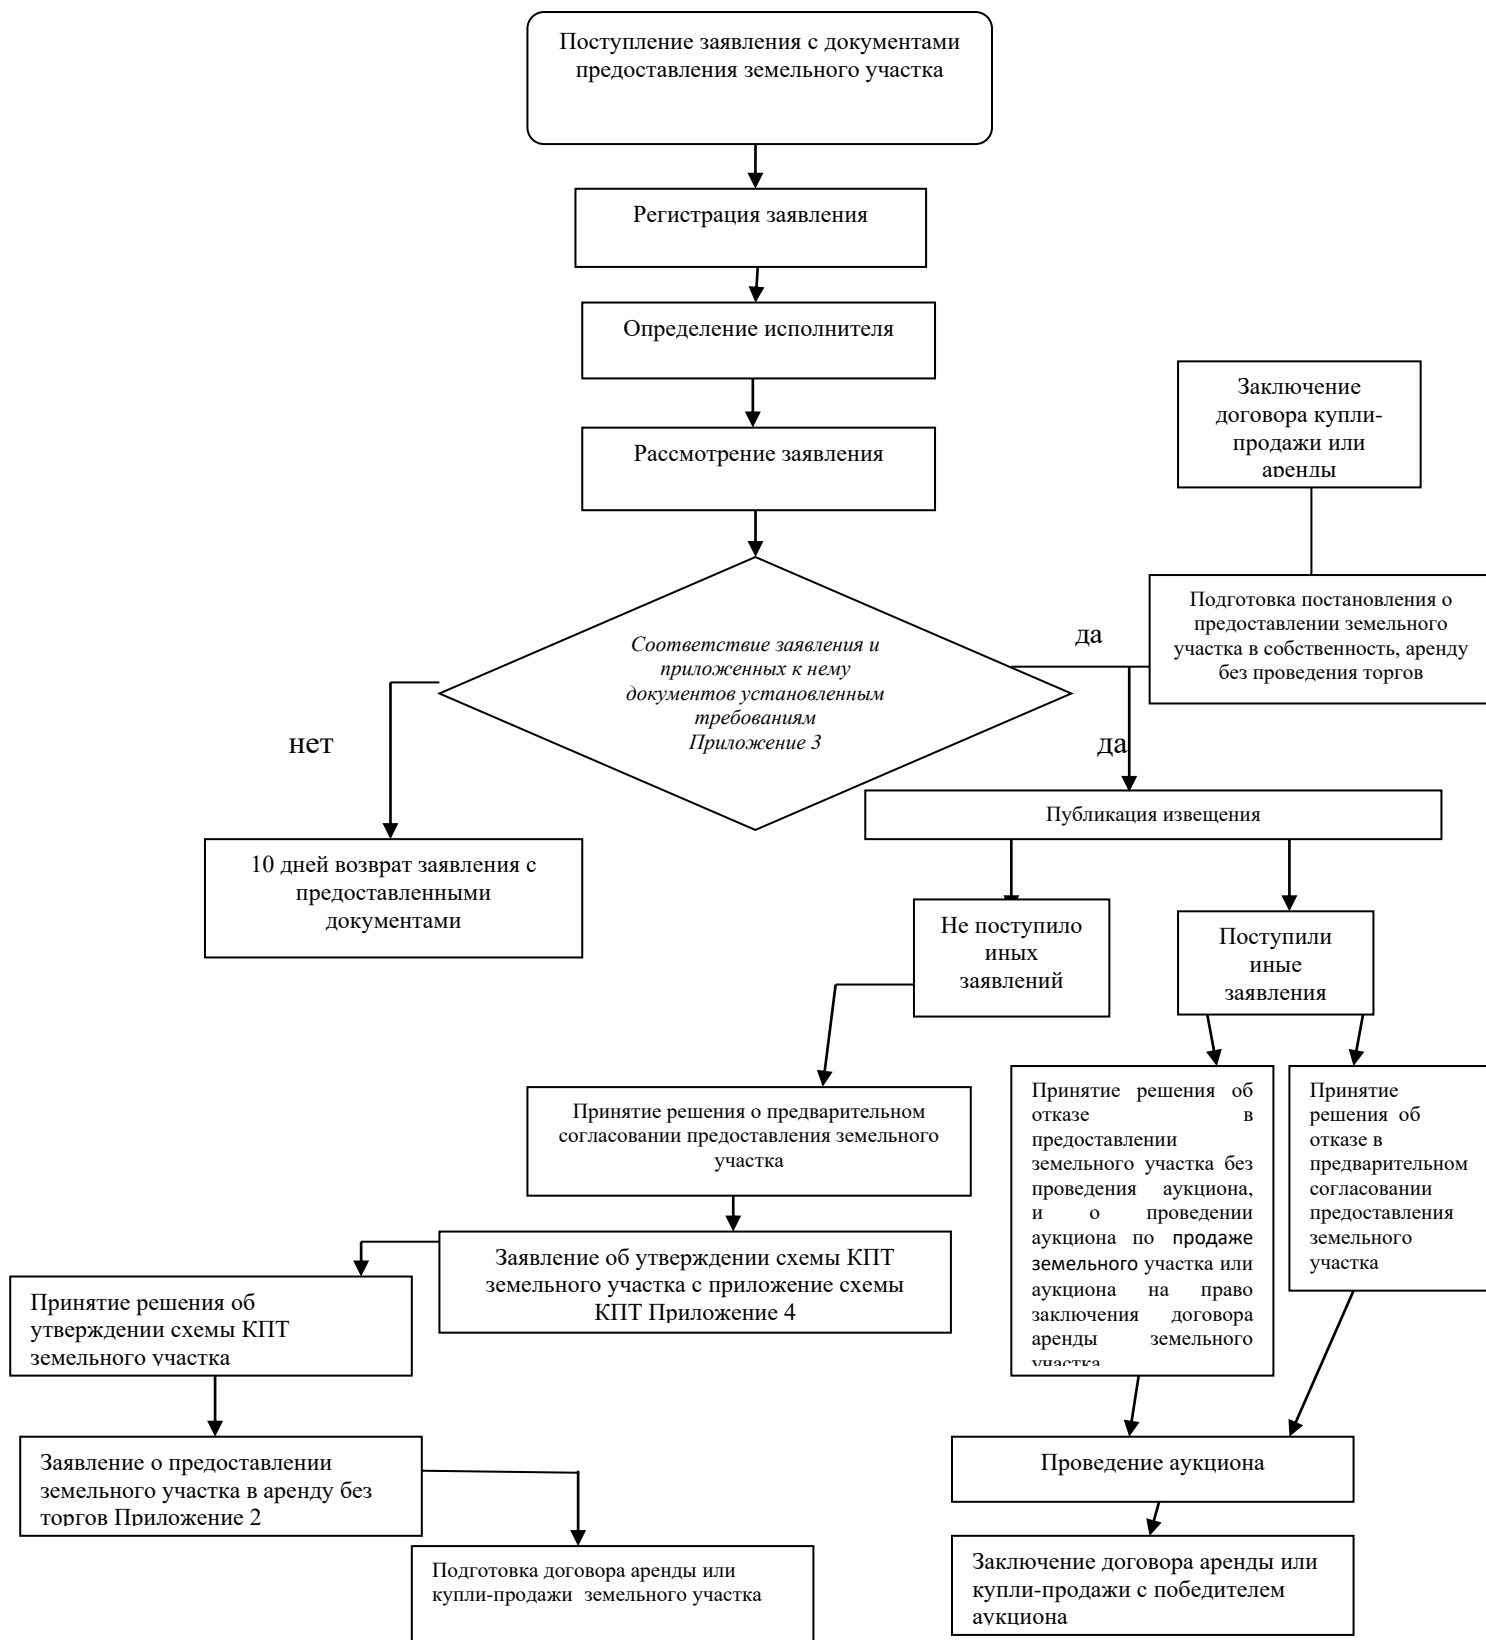 Поступление заявления с документами
предоставления земельного участка
Регистрация заявления
Определение исполнителя
Заключение
договора купли-
продажи или
аренды
Рассмотрение заявления
Подготовка постановления о
предоставлении земельного
участка в собственность, аренду
без проведения торгов
да
Соответствие заявления и
приложенных к нему
документов установленным
требованиям
Приложение 3
нет
да
Публикация извещения
10 дней возврат заявления с
предоставленными
документами
Не поступило
иных
заявлений
Поступили
иные
заявления
Принятие решения о предварительном
согласовании предоставления земельного
участка
Принятие решения об
отказе в
предоставлении
земельного участка без
проведения аукциона,
и о проведении
аукциона по продаже
земельного участка или
аукциона на право
заключения договора
аренды земельного
участка
Принятие
решения об
отказе в
предварительном
согласовании
предоставления
земельного
участка
Заявление об утверждении схемы КПТ
земельного участка с приложение схемы
КПТ Приложение 4
Принятие решения об
утверждении схемы КПТ
земельного участка
Заявление о предоставлении
земельного участка в аренду без
торгов Приложение 2
Проведение аукциона
Подготовка договора аренды или
купли-продажи земельного участка
Заключение договора аренды или
купли-продажи с победителем
аукциона